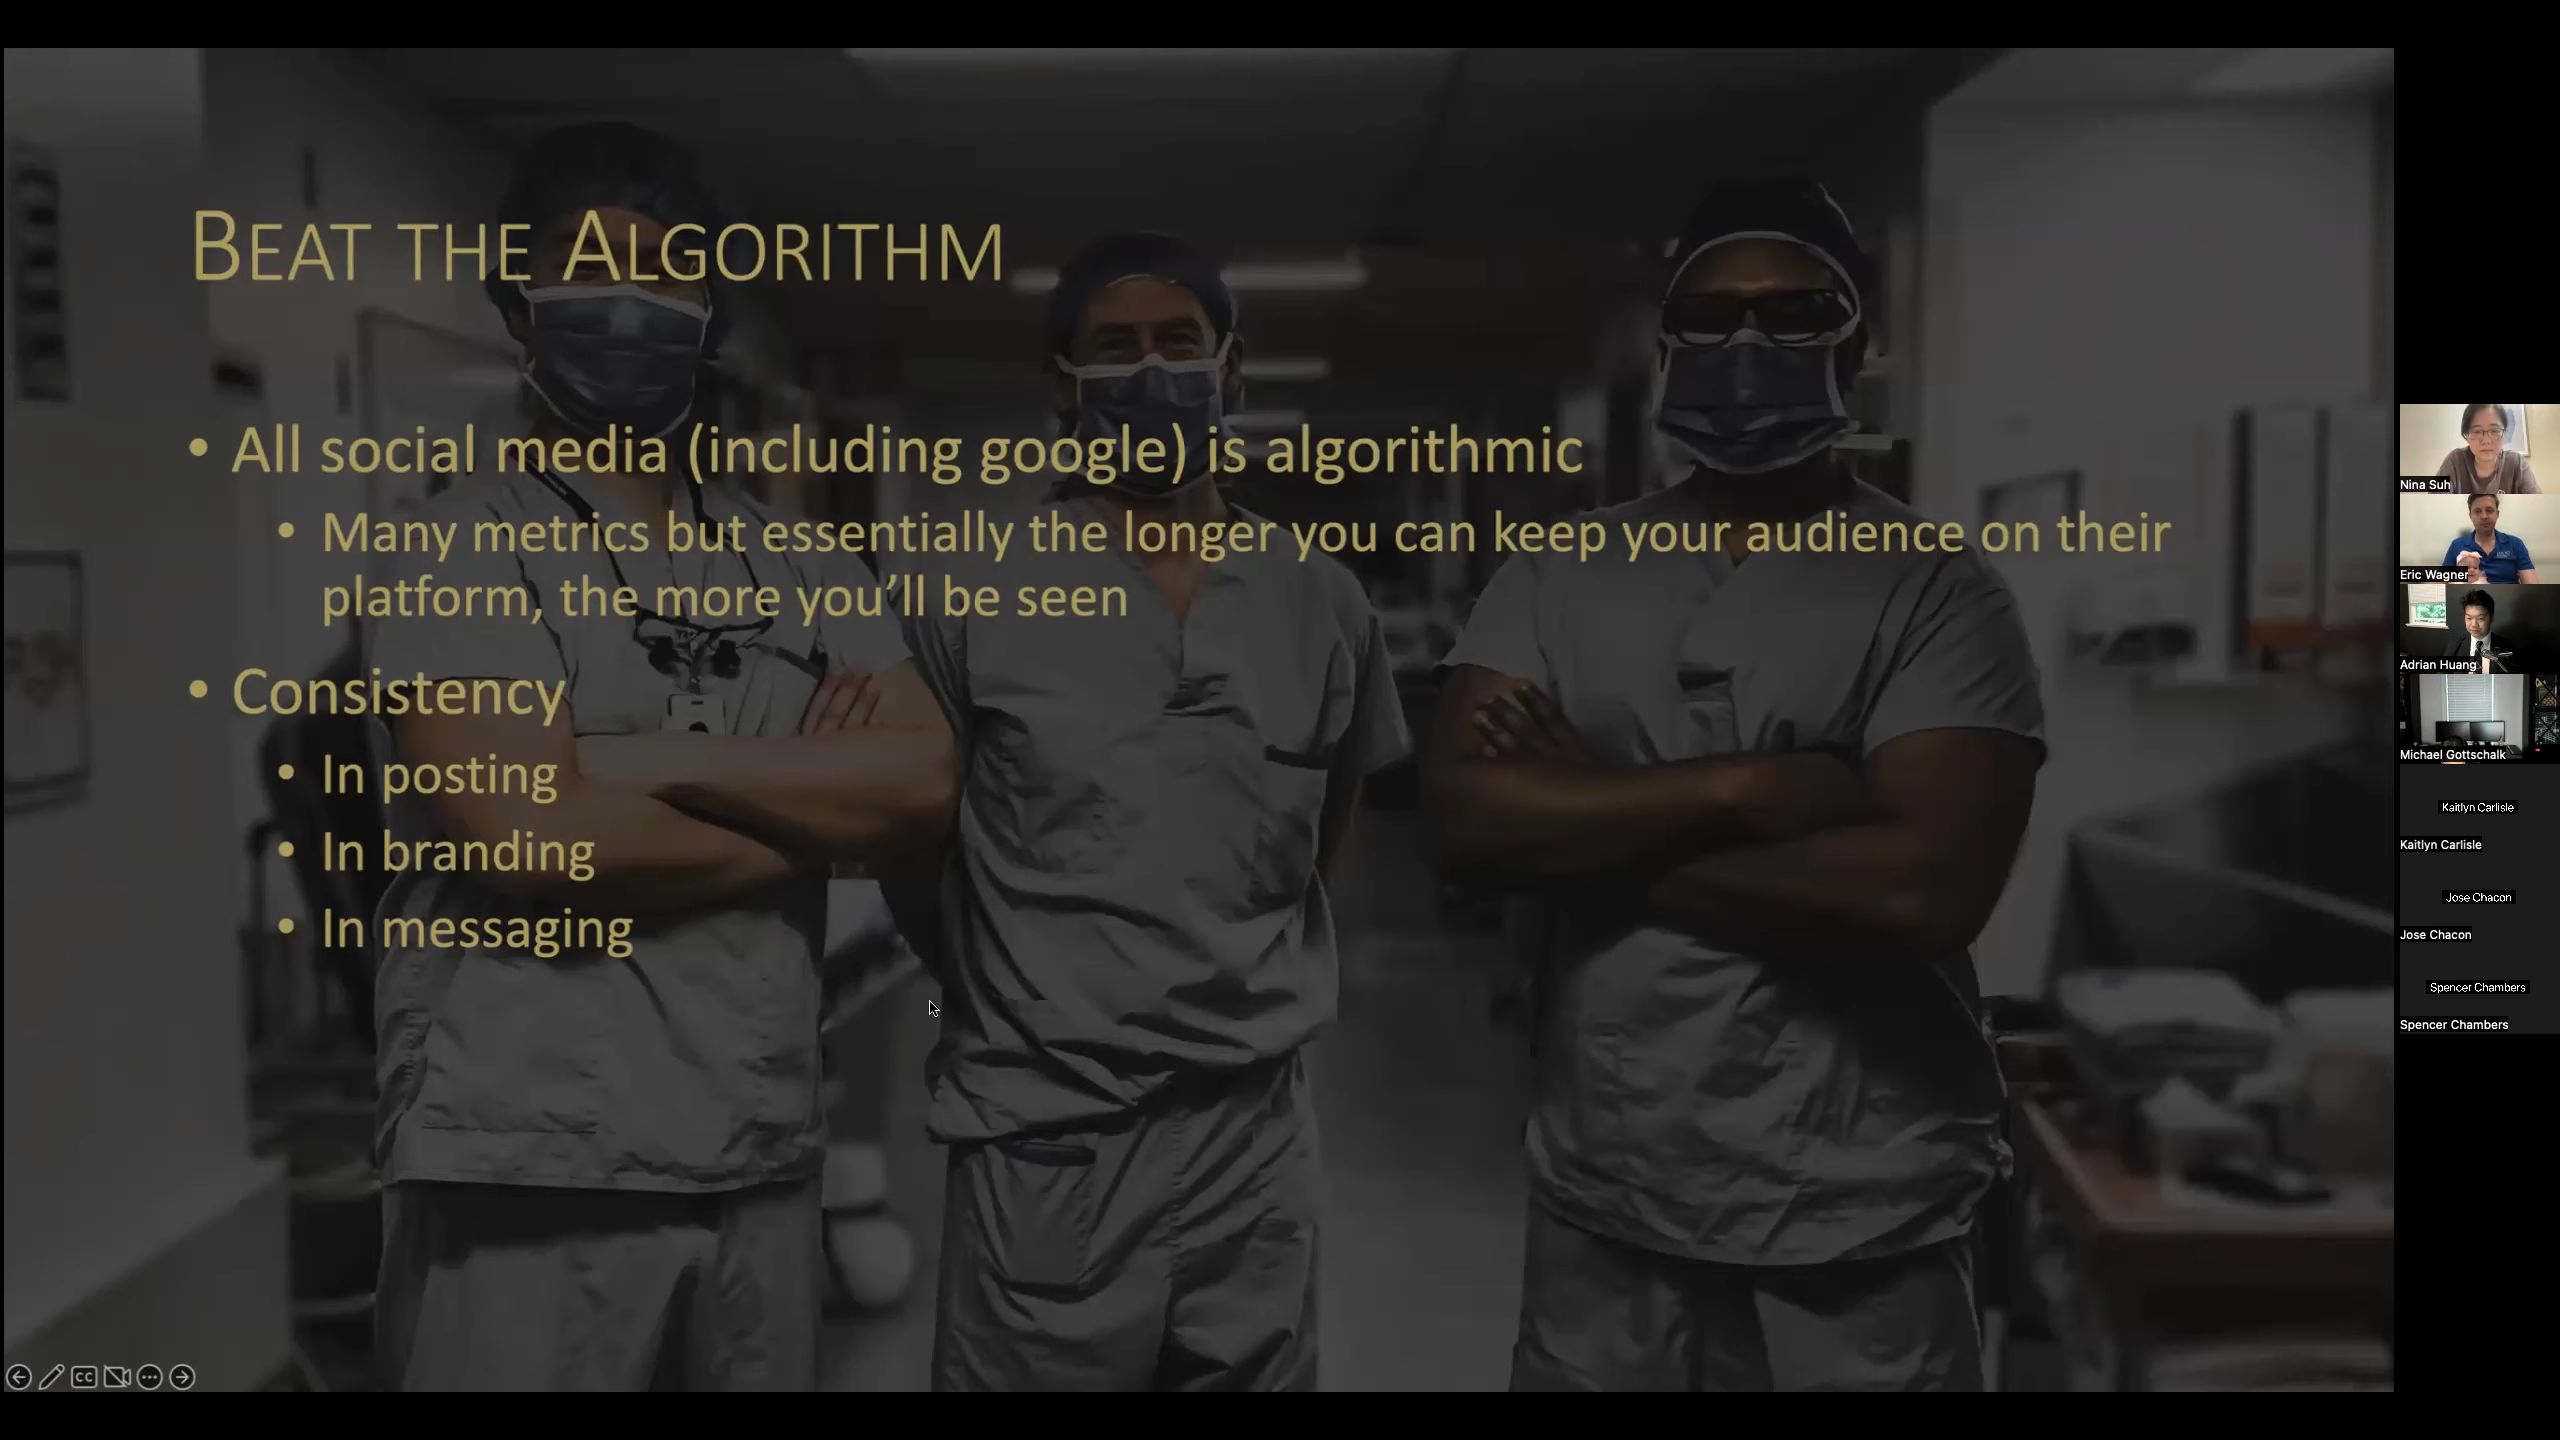 BEAT THE ALGORITHM
• All social media (including google) is algorithmic
• Many metrics but essentially the longer you can keep your audience on their
platform, the more you’ll be seen
• Consistency
• In posting
• In branding
• In messaging
CC
Nina Suh
Eric Wagner
Adrian Huang
Michael Gottschalk
Kaitlyn Carlisle
Kaitlyn Carlisle
Jose Chacon
Jose Chacon
Spencer Chambers
Spencer Chambers